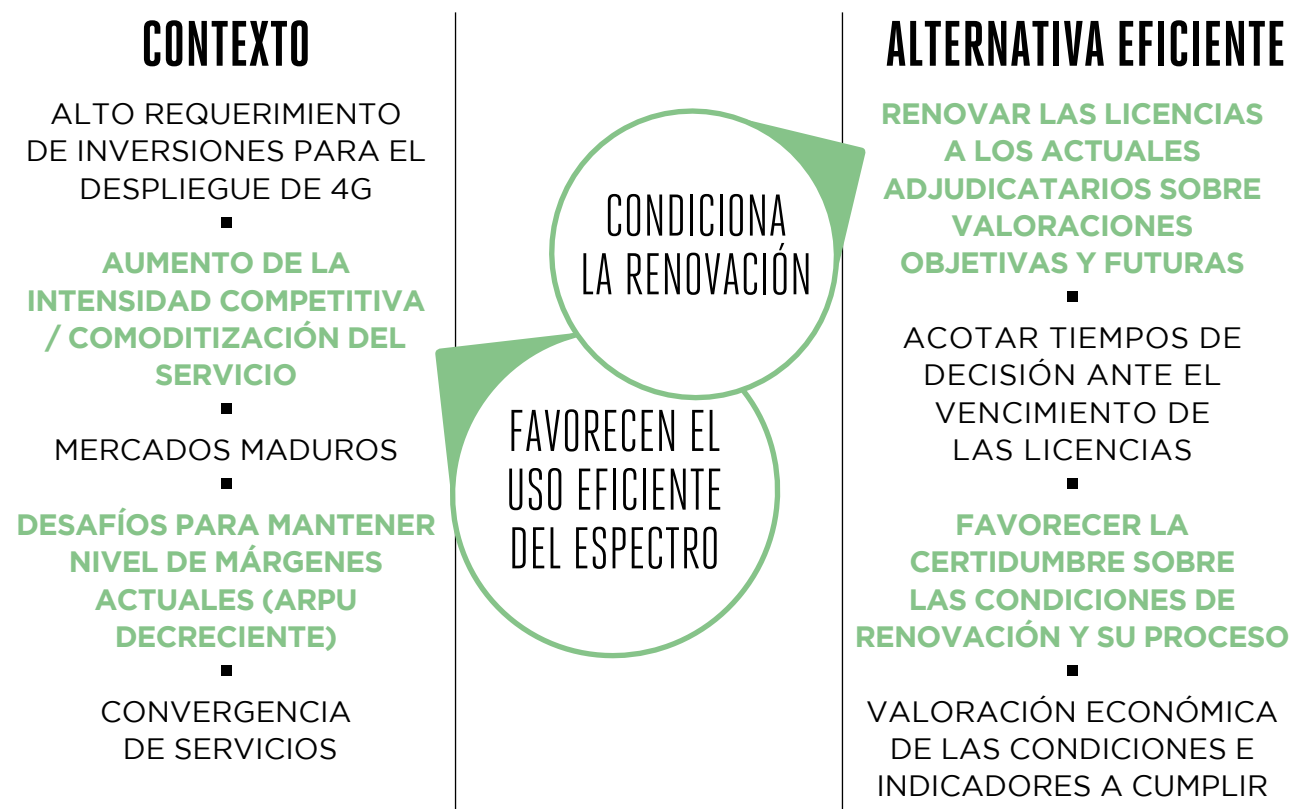 CONTEXTO
ALTO REQUERIMIENTO
DE INVERSIONES PARA EL
DESPLIEGUE DE 4G
AUMENTO DE LA
INTENSIDAD COMPETITIVA
/ COMODITIZACIÓN DEL
SERVICIO
MERCADOS MADUROS
DESAFÍOS PARA MANTENER
NIVEL DE MÁRGENES
ACTUALES (ARPU
DECRECIENTE)
CONVERGENCIA
DE SERVICIOS
CONDICIONA
LA RENOVACIÓN
FAVORECEN EL
USO EFICIENTE
DEL ESPECTRO
ALTERNATIVA EFICIENTE
RENOVAR LAS LICENCIAS
A LOS ACTUALES
ADJUDICATARIOS SOBRE
VALORACIONES
OBJETIVAS Y FUTURAS
ACOTAR TIEMPOS DE
DECISIÓN ANTE EL
VENCIMIENTO DE
LAS LICENCIAS
FAVORECER LA
CERTIDUMBRE SOBRE
LAS CONDICIONES DE
RENOVACIÓN Y SU PROCESO
VALORACIÓN ECONÓMICA
DE LAS CONDICIONES E
INDICADORES A CUMPLIR